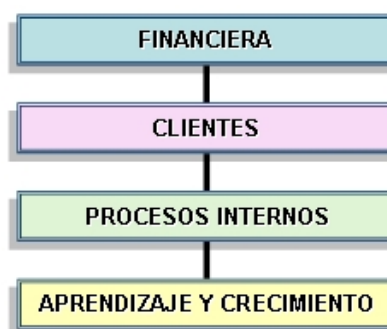 FINANCIERA
CLIENTES
PROCESOS INTERNOS
APRENDIZAJE Y CRECIMIENTO